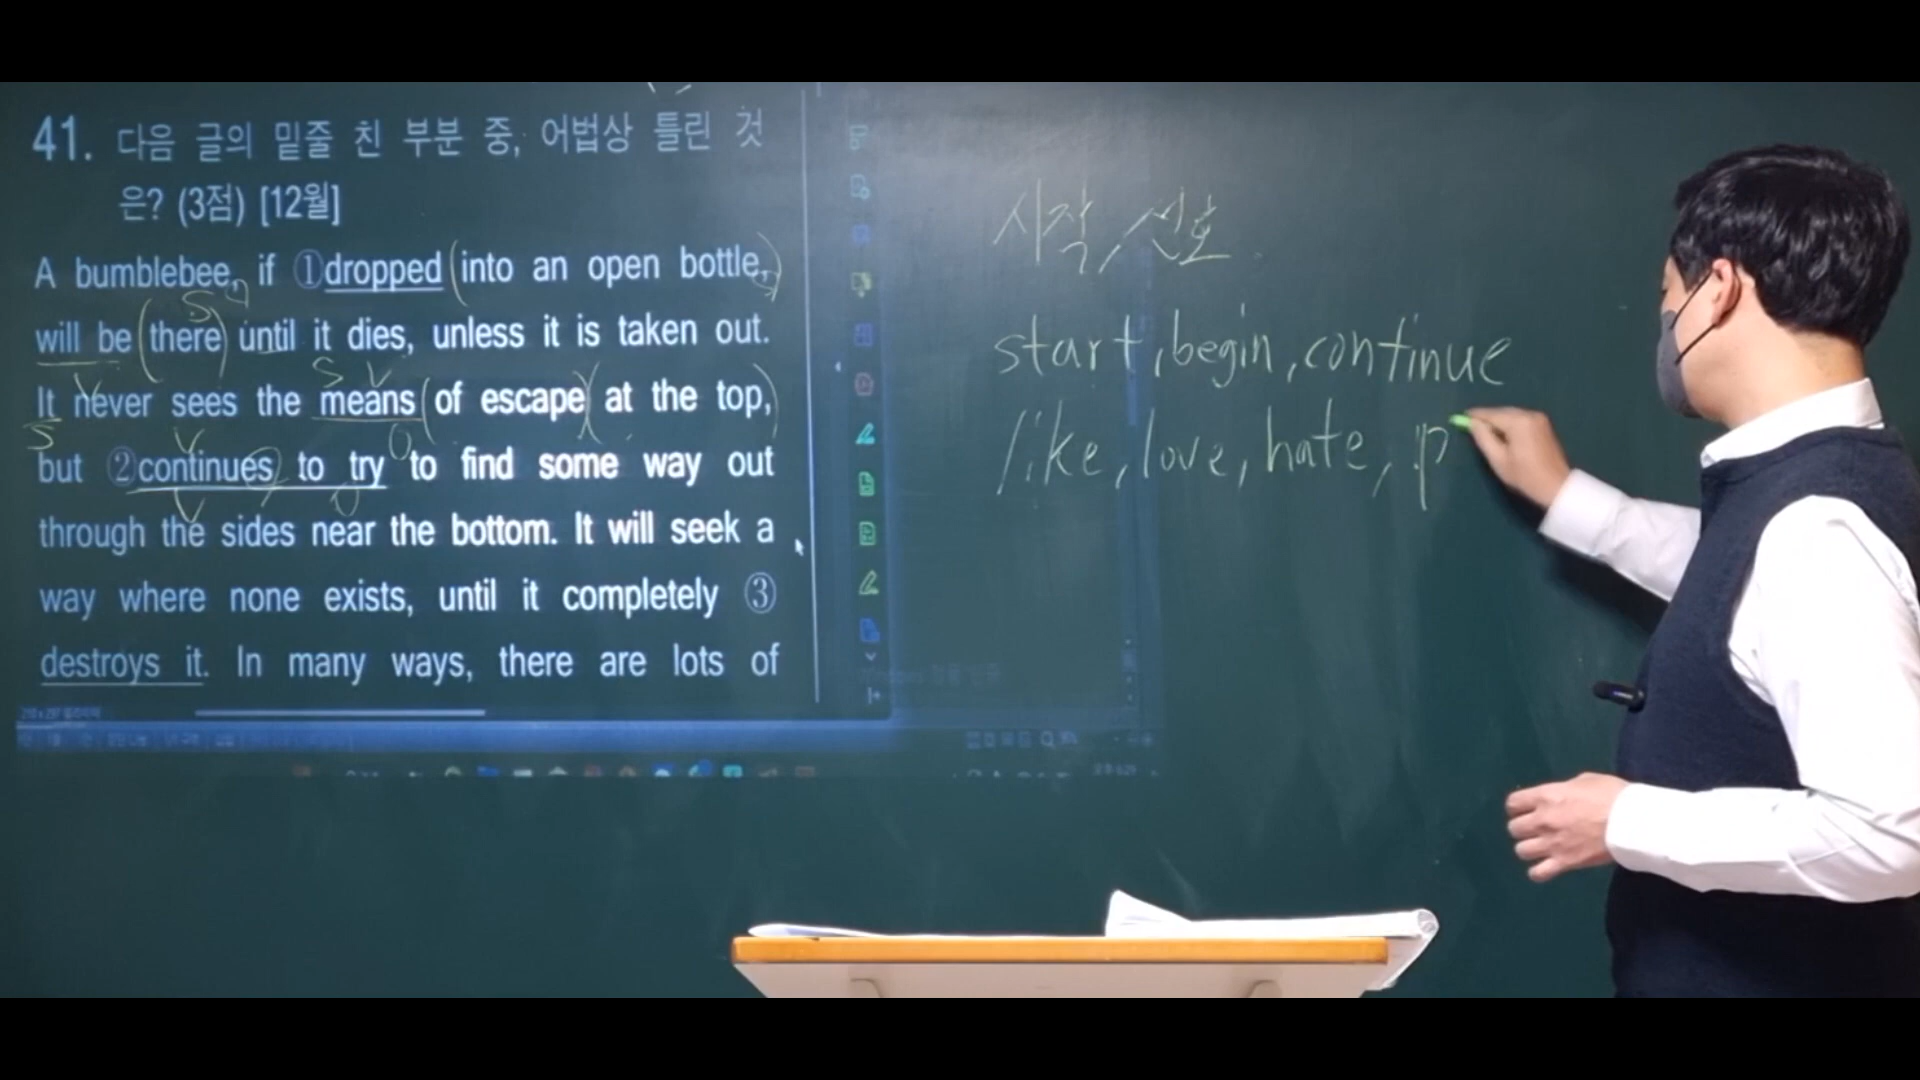 41. 다음 글의 밑줄 친 부분 중, 어법상 틀린 것
은? (3점) [12월]
A bumblebee, if ①dropped (into an open bottle,)
will be (there) until it dies, unless it is taken out.
It never sees the means (of escape)(at the top,)
but ②continues to try to find some way out
through the sides near the bottom. It will seek a
way where none exists, until it completely ③
destroys it. In many ways, there are lots of
시작, 선호
start, begin, continue
like, love, hate, p